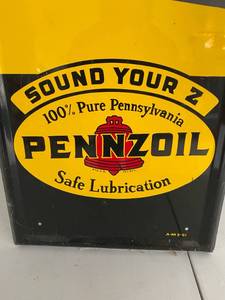 SOUND YOUR Z
100% Pure Pennsylvania
PENNZOIL
Safe Lubrication